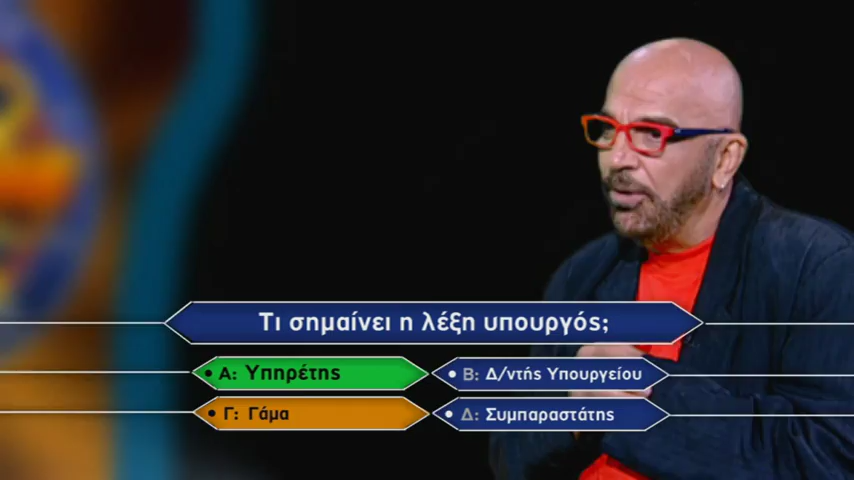 Τι σημαίνει η λέξη υπουργός;
• Α: Υπηρέτης
• Β: Δ/ντής Υπουργείου
• Γ: Γάμα
• Δ: Συμπαραστάτης